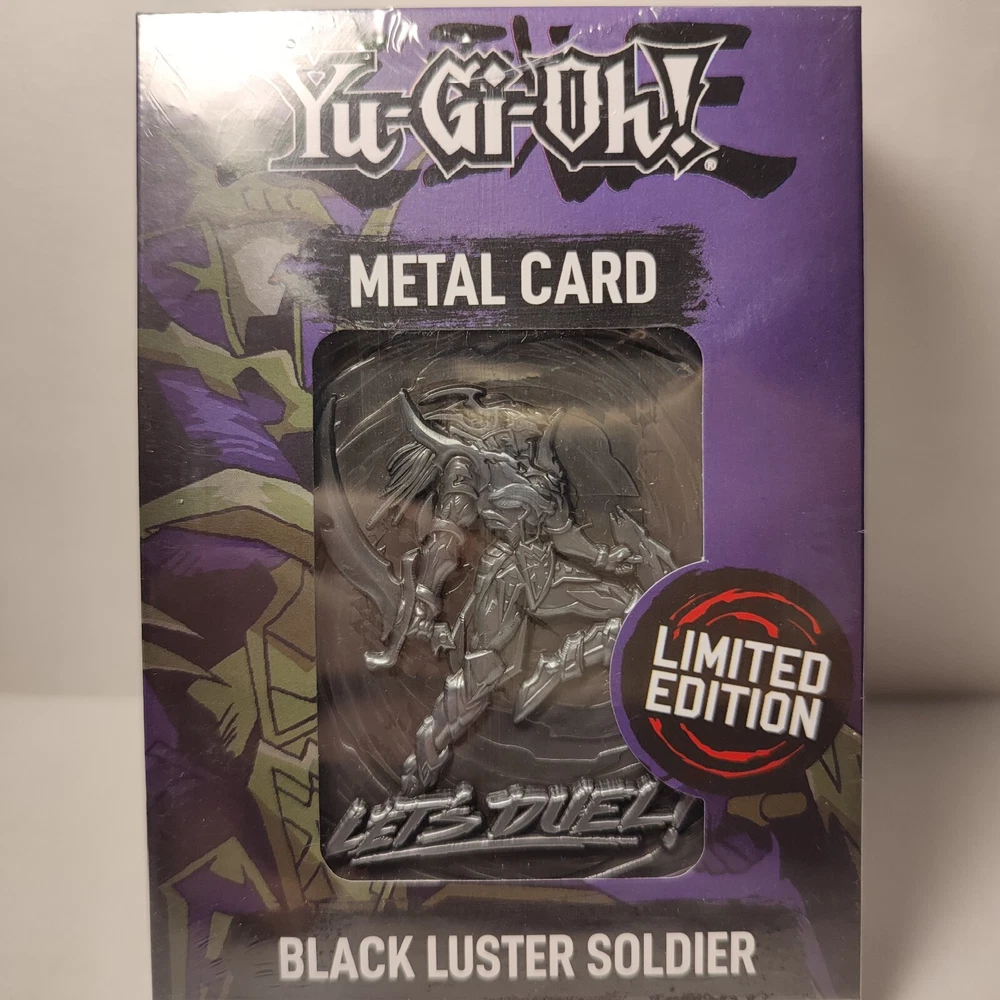 Yu-Gi-Oh!®
METAL CARD
LIMITED
EDITION
LET'S DUEL!
BLACK LUSTER SOLDIER